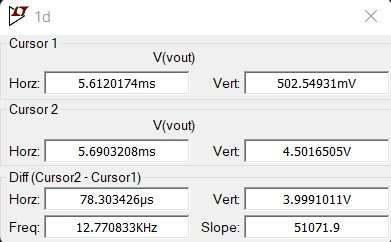 1d
Cursor 1
V(vout)
Horz: 5.6120174ms Vert: 502.54931mV
Cursor 2
V(vout)
Horz: 5.6903208ms Vert: 4.5016505V
Diff (Cursor2 - Cursor1)
Horz: 78.303426µs Vert: 3.9991011V
Freq: 12.770833KHz Slope: 51071.9